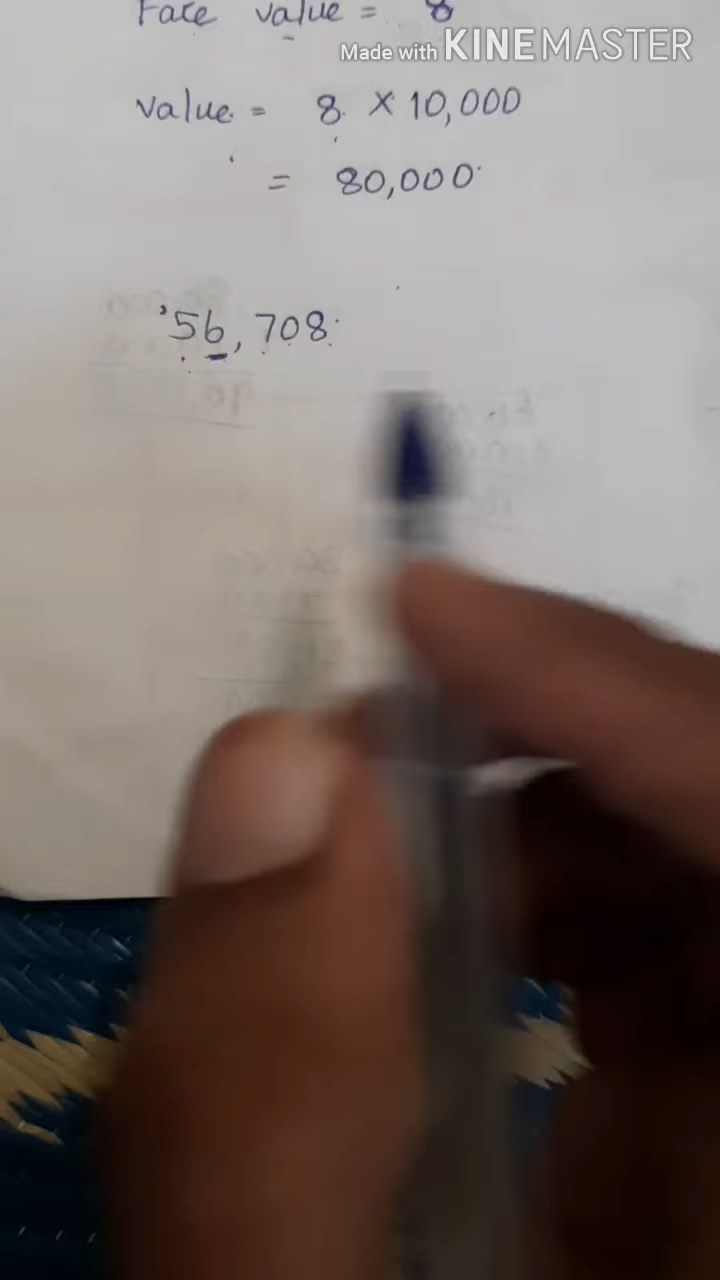 Face value = 8
Made with KINEMASTER
value = 8 × 10,000
= 80,000
56,708